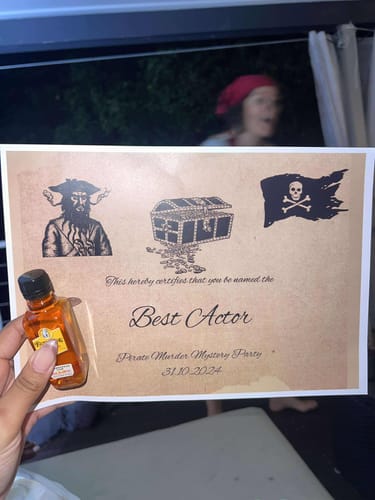 This hereby certifies that you be named the
Best Actor
Pirate Murder Mystery Party
31.10.2024